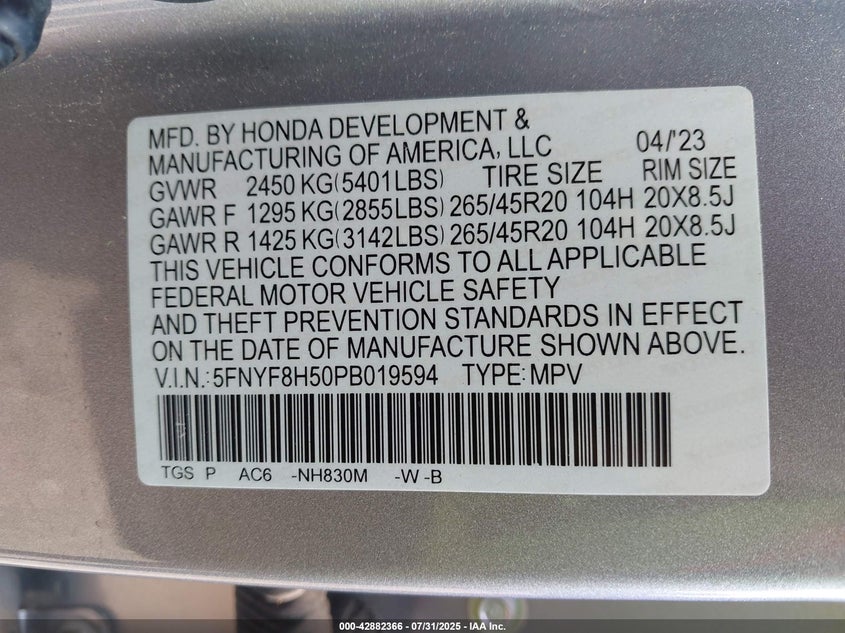 MFD. BY HONDA DEVELOPMENT &
MANUFACTURING OF AMERICA, LLC 04/'23
GVWR 2450 KG(5401LBS) TIRE SIZE RIM SIZE
GAWR F 1295 KG(2855LBS) 265/45R20 104H 20X8.5J
GAWR R 1425 KG(3142LBS) 265/45R20 104H 20X8.5J
THIS VEHICLE CONFORMS TO ALL APPLICABLE
FEDERAL MOTOR VEHICLE SAFETY
AND THEFT PREVENTION STANDARDS IN EFFECT
ON THE DATE OF MANUFACTURE SHOWN ABOVE.
V.I.N.: 5FNYF8H50PB019594 TYPE: MPV
TGS P AC6 -NH830M -W -B
000-42882366 - 07/31/2025 - IAA Inc.